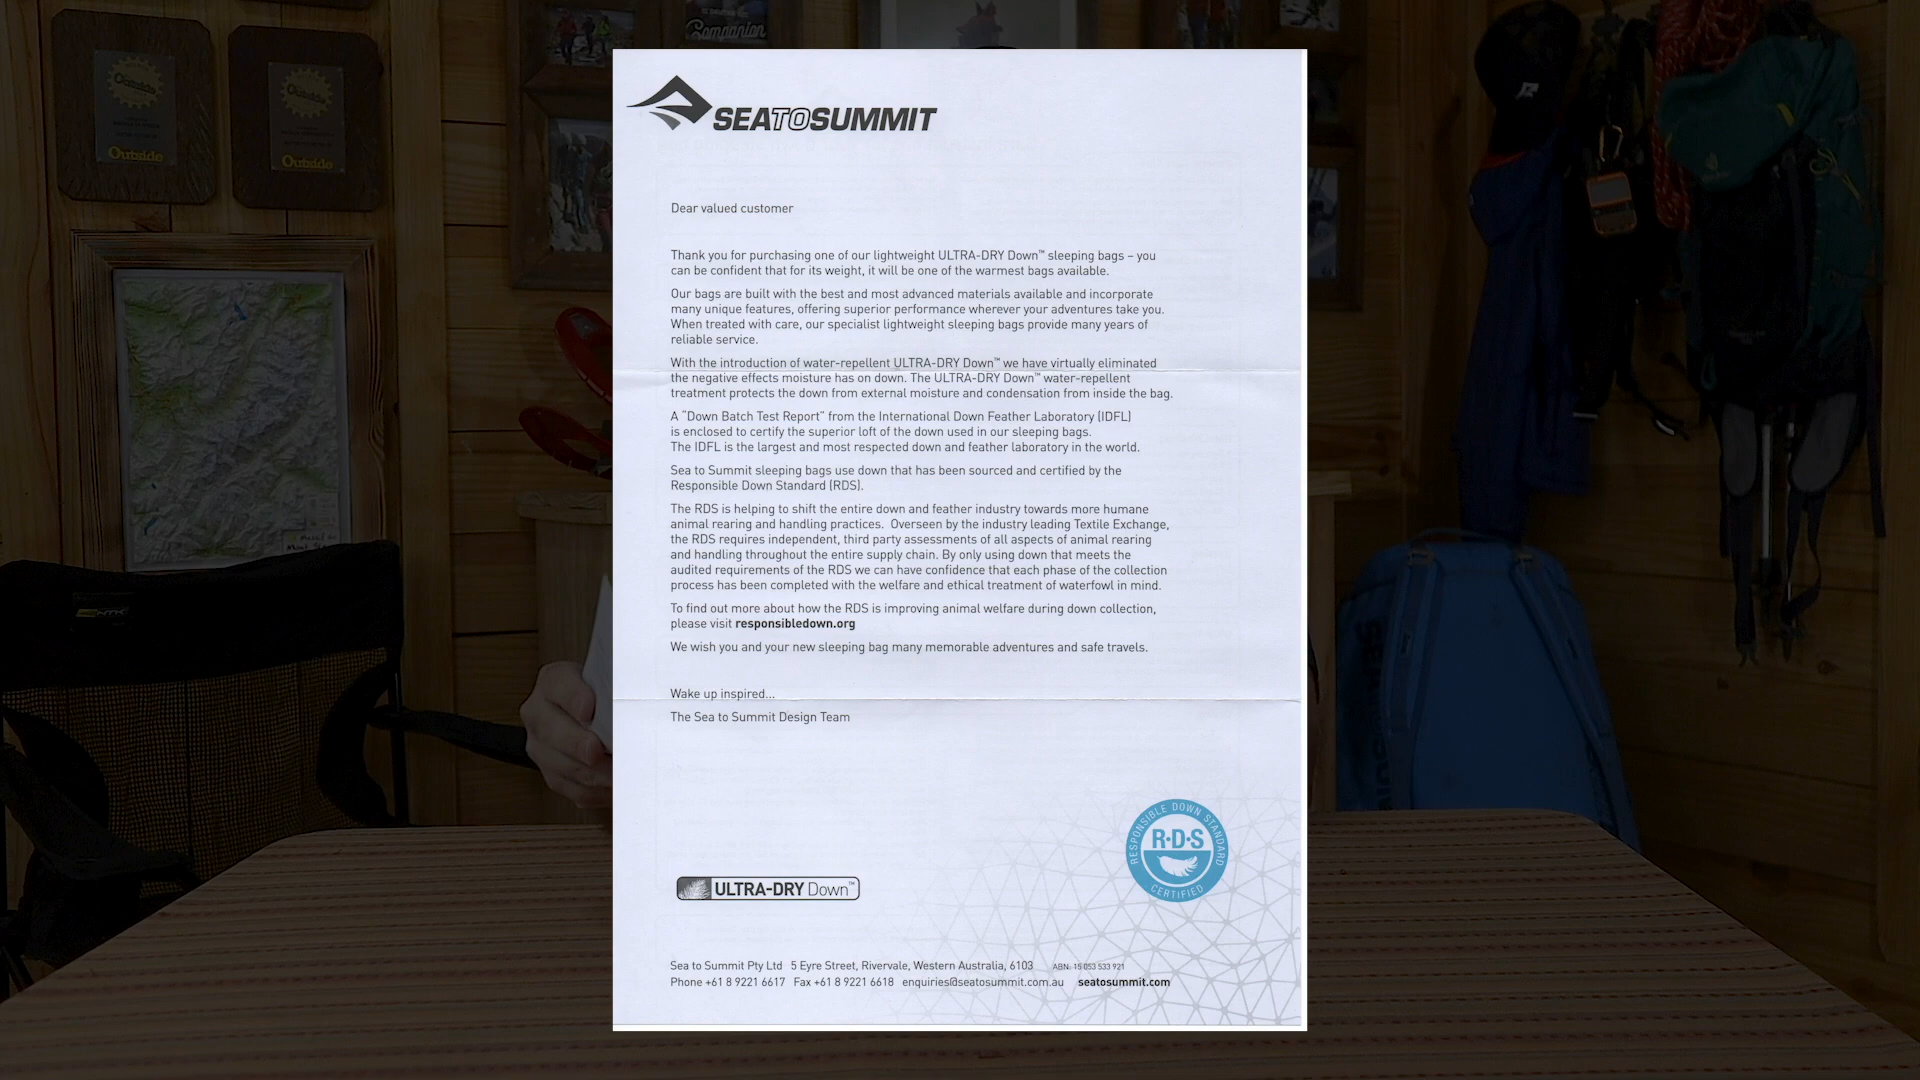 Companion
Outside
Outside
Outside
Outside
SEATOSUMMIT
Dear valued customer
Thank you for purchasing one of our lightweight ULTRA-DRY Down™ sleeping bags – you
can be confident that for its weight, it will be one of the warmest bags available.
Our bags are built with the best and most advanced materials available and incorporate
many unique features, offering superior performance wherever your adventures take you.
When treated with care, our specialist lightweight sleeping bags provide many years of
reliable service.
With the introduction of water-repellent ULTRA-DRY Down™ we have virtually eliminated
the negative effects moisture has on down. The ULTRA-DRY Down™ water-repellent
treatment protects the down from external moisture and condensation from inside the bag.
A "Down Batch Test Report" from the International Down Feather Laboratory (IDFL)
is enclosed to certify the superior loft of the down used in our sleeping bags.
The IDFL is the largest and most respected down and feather laboratory in the world.
Sea to Summit sleeping bags use down that has been sourced and certified by the
Responsible Down Standard (RDS).
The RDS is helping to shift the entire down and feather industry towards more humane
animal rearing and handling practices. Overseen by the industry leading Textile Exchange,
the RDS requires independent, third party assessments of all aspects of animal rearing
and handling throughout the entire supply chain. By only using down that meets the
audited requirements of the RDS we can have confidence that each phase of the collection
process has been completed with the welfare and ethical treatment of waterfowl in mind.
To find out more about how the RDS is improving animal welfare during down collection,
please visit responsibledown.org
We wish you and your new sleeping bag many memorable adventures and safe travels.
Wake up inspired...
The Sea to Summit Design Team
RESPONSIBLE DOWN STANDARD
R·D·S
CERTIFIED
ULTRA-DRY Down™
Sea to Summit Pty Ltd 5 Eyre Street, Rivervale, Western Australia, 6103 ABN: 15 053 533 921
Phone +61 8 9221 6617 Fax +61 8 9221 6618 enquiries@seatosummit.com.au seatosummit.com